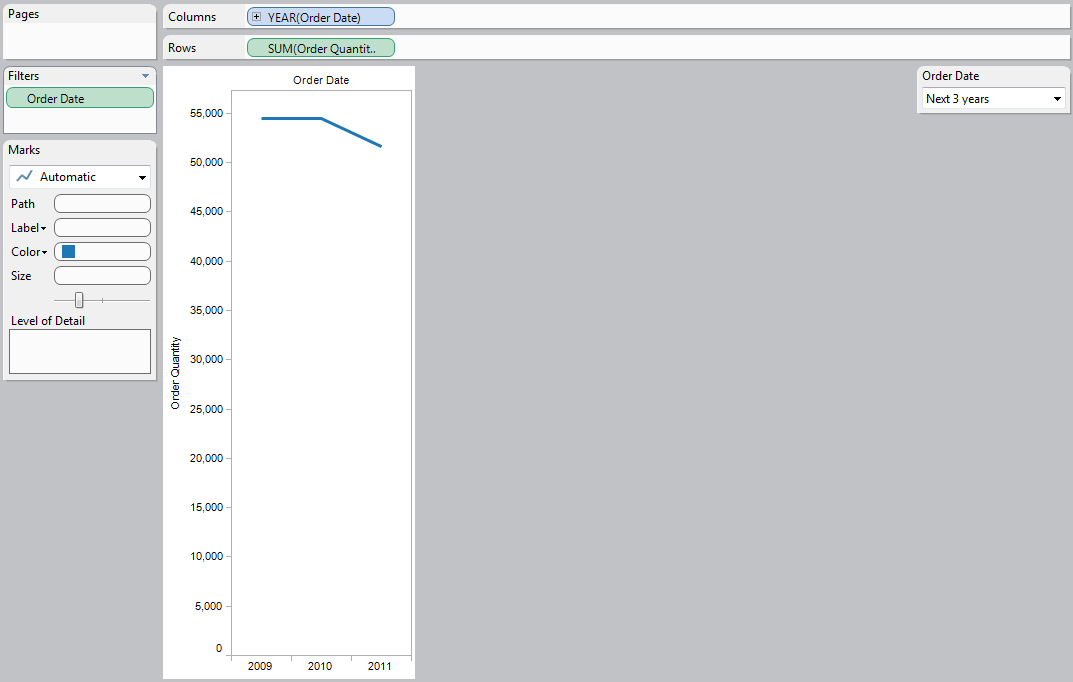 Pages
Columns
YEAR(Order Date)
Rows
SUM(Order Quantit..
Filters
Order Date
Marks
Automatic
Path
Label
Color
Size
Level of Detail
Order Date
55,000
50,000
45,000
40,000
35,000
30,000
25,000
20,000
15,000
10,000
5,000
0
Order Quantity
2009 2010 2011
Order Date
Next 3 years